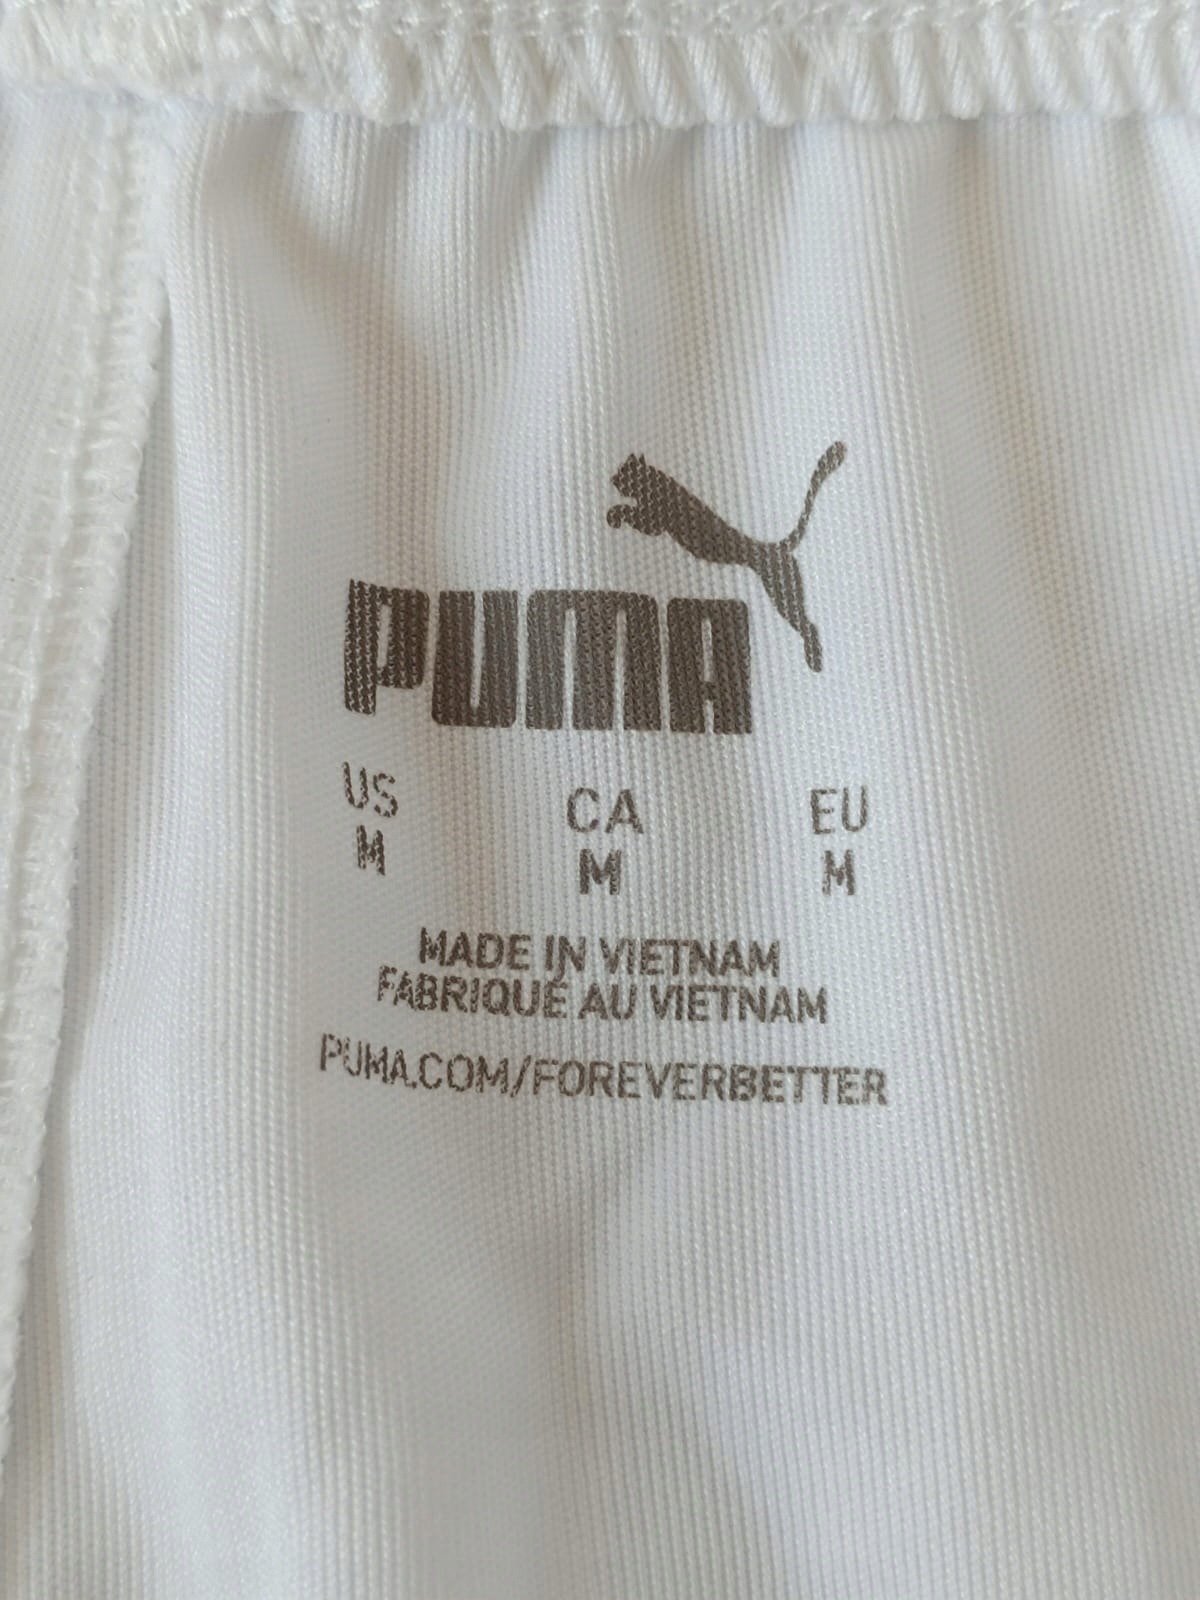 PUMA
US CA EU
M M M
MADE IN VIETNAM
FABRIQUÉ AU VIETNAM
PUMA.COM/FOREVERBETTER